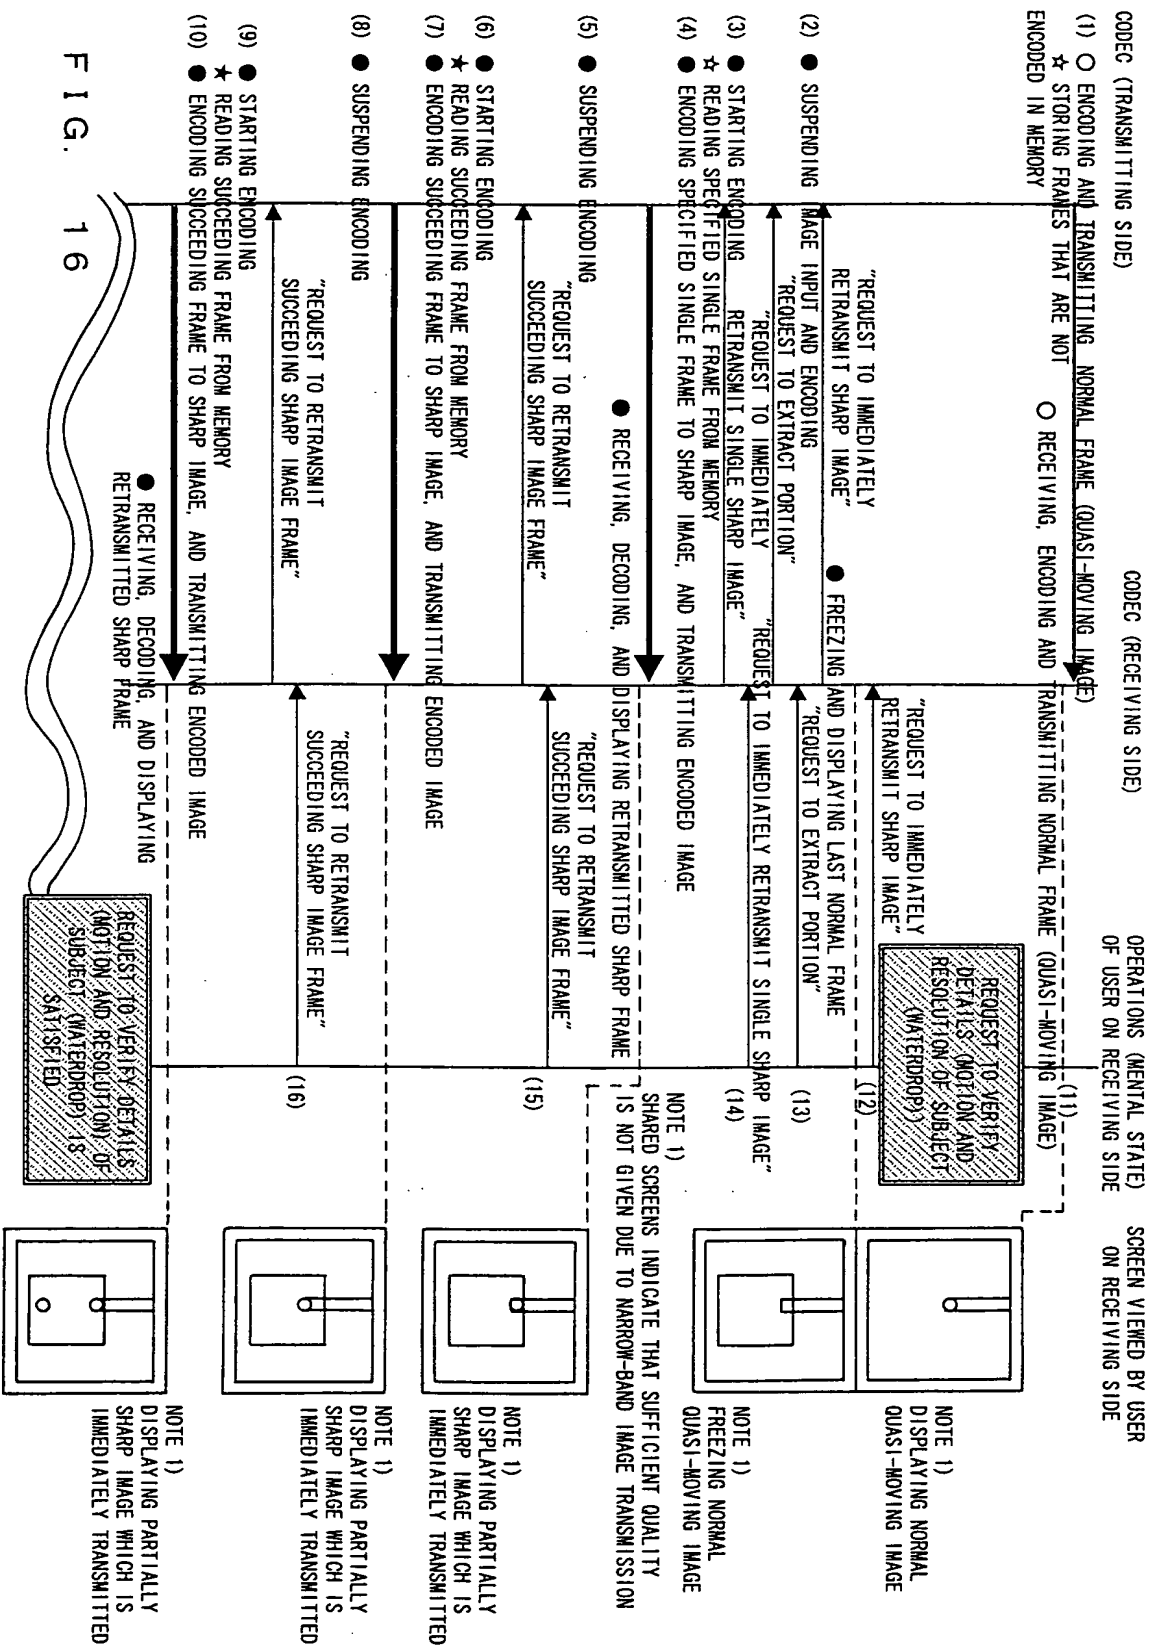 CODEC (TRANSMITTING SIDE)
CODEC (RECEIVING SIDE)
OPERATIONS (MENTAL STATE)
OF USER ON RECEIVING SIDE
SCREEN VIEWED BY USER
ON RECEIVING SIDE
(1) ○ ENCODING AND TRANSMITTING NORMAL FRAME (QUASI-MOVING IMAGE)
☆ STORING FRAMES THAT ARE NOT
ENCODED IN MEMORY
○ RECEIVING, ENCODING AND TRANSMITTING NORMAL FRAME (QUASI-MOVING IMAGE)
(11)
REQUEST TO VERIFY
DETAILS (MOTION AND
RESOLUTION OF SUBJECT
(WATERDROP))
NOTE 1)
DISPLAYING NORMAL
QUASI-MOVING IMAGE
"REQUEST TO IMMEDIATELY
RETRANSMIT SHARP IMAGE"
(12)
"REQUEST TO IMMEDIATELY
RETRANSMIT SHARP IMAGE"
● FREEZING AND DISPLAYING LAST NORMAL FRAME
(2) ● SUSPENDING IMAGE INPUT AND ENCODING
"REQUEST TO EXTRACT PORTION"
(13)
"REQUEST TO EXTRACT PORTION"
"REQUEST TO IMMEDIATELY RETRANSMIT SINGLE SHARP IMAGE"
(14)
"REQUEST TO IMMEDIATELY
RETRANSMIT SINGLE SHARP IMAGE"
NOTE 1)
FREEZING NORMAL
QUASI-MOVING IMAGE
(3) ● STARTING ENCODING
☆ READING SPECIFIED SINGLE FRAME FROM MEMORY
(4) ● ENCODING SPECIFIED SINGLE FRAME TO SHARP IMAGE, AND TRANSMITTING ENCODED IMAGE
NOTE 1)
SHARED SCREENS INDICATE THAT SUFFICIENT QUALITY
IS NOT GIVEN DUE TO NARROW-BAND IMAGE TRANSMISSION
● RECEIVING, DECODING, AND DISPLAYING RETRANSMITTED SHARP FRAME
(5) ● SUSPENDING ENCODING
"REQUEST TO RETRANSMIT
SUCCEEDING SHARP IMAGE FRAME"
(15)
"REQUEST TO RETRANSMIT
SUCCEEDING SHARP IMAGE FRAME"
NOTE 1)
DISPLAYING PARTIALLY
SHARP IMAGE WHICH IS
IMMEDIATELY TRANSMITTED
(6) ● STARTING ENCODING
★ READING SUCCEEDING FRAME FROM MEMORY
(7) ● ENCODING SUCCEEDING FRAME TO SHARP IMAGE, AND TRANSMITTING ENCODED IMAGE
(8) ● SUSPENDING ENCODING
"REQUEST TO RETRANSMIT
SUCCEEDING SHARP IMAGE FRAME"
(16)
"REQUEST TO RETRANSMIT
SUCCEEDING SHARP IMAGE FRAME"
NOTE 1)
DISPLAYING PARTIALLY
SHARP IMAGE WHICH IS
IMMEDIATELY TRANSMITTED
(9) ● STARTING ENCODING
★ READING SUCCEEDING FRAME FROM MEMORY
(10) ● ENCODING SUCCEEDING FRAME TO SHARP IMAGE, AND TRANSMITTING ENCODED IMAGE
● RECEIVING, DECODING, AND DISPLAYING
RETRANSMITTED SHARP FRAME
REQUEST TO VERIFY DETAILS
(MOTION AND RESOLUTION) OF
SUBJECT (WATERDROP) IS
SATISFIED
NOTE 1)
DISPLAYING PARTIALLY
SHARP IMAGE WHICH IS
IMMEDIATELY TRANSMITTED
FIG. 16